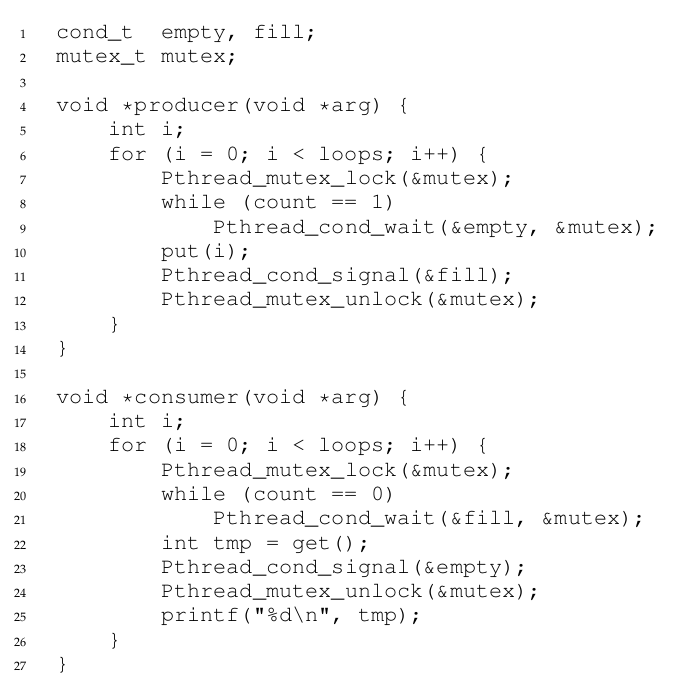 1 cond_t  empty, fill;
2 mutex_t mutex;
3
4 void *producer(void *arg) {
5     int i;
6     for (i = 0; i < loops; i++) {
7         Pthread_mutex_lock(&mutex);
8         while (count == 1)
9             Pthread_cond_wait(&empty, &mutex);
10         put(i);
11         Pthread_cond_signal(&fill);
12         Pthread_mutex_unlock(&mutex);
13     }
14 }
15
16 void *consumer(void *arg) {
17     int i;
18     for (i = 0; i < loops; i++) {
19         Pthread_mutex_lock(&mutex);
20         while (count == 0)
21             Pthread_cond_wait(&fill, &mutex);
22         int tmp = get();
23         Pthread_cond_signal(&empty);
24         Pthread_mutex_unlock(&mutex);
25         printf("%d\n", tmp);
26     }
27 }